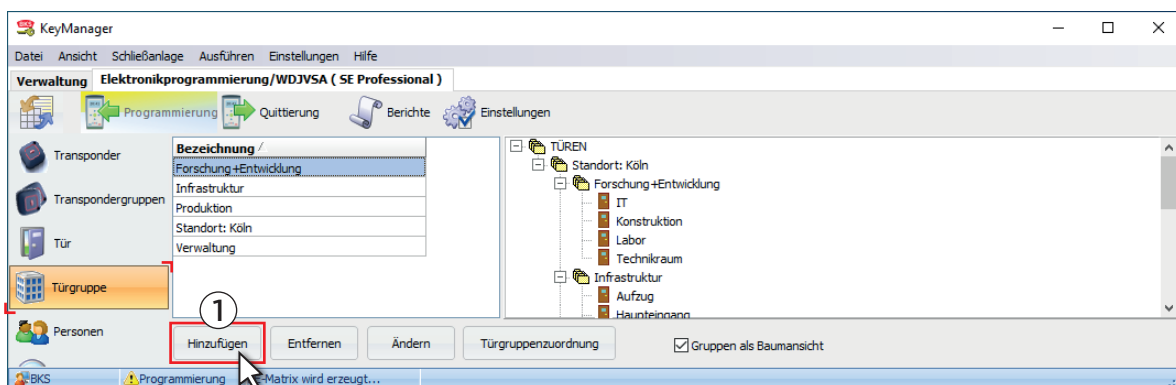 KeyManager
Datei Ansicht Schließanlage Ausführen Einstellungen Hilfe
Verwaltung Elektronikprogrammierung/WDJVSA ( SE Professional )
Programmierung Quittierung Berichte Einstellungen
Transponder
Transpondergruppen
Tür
Türgruppe
Personen
Bezeichnung
Forschung+Entwicklung
Infrastruktur
Produktion
Standort: Köln
Verwaltung
TÜREN
Standort: Köln
Forschung+Entwicklung
IT
Konstruktion
Labor
Technikraum
Infrastruktur
Aufzug
Haupteingang
1
Hinzufügen Entfernen Ändern Türgruppenzuordnung Gruppen als Baumansicht
BKS Programmierung -Matrix wird erzeugt...